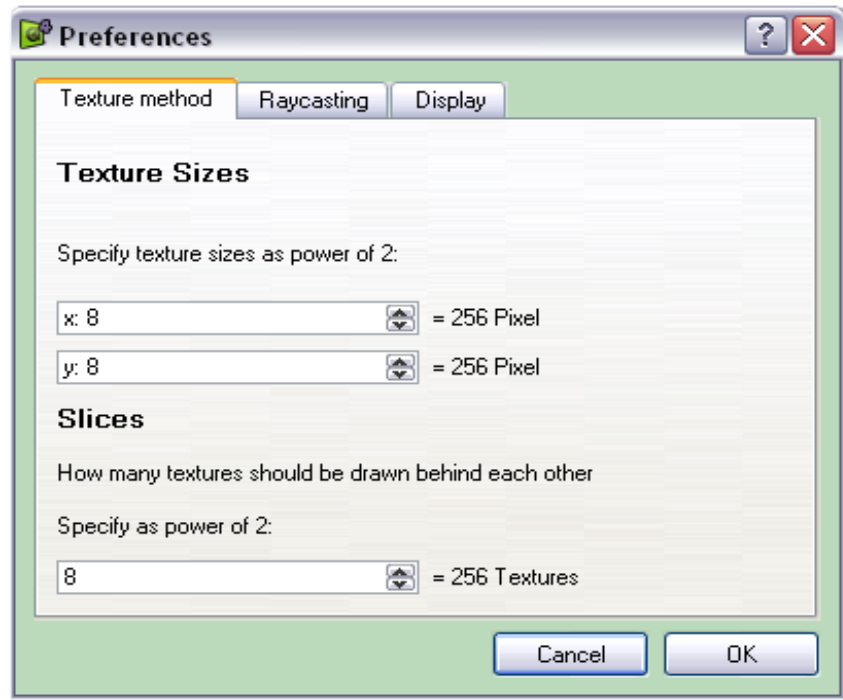 Preferences
Texture method Raycasting Display
Texture Sizes
Specify texture sizes as power of 2:
x: 8 = 256 Pixel
y: 8 = 256 Pixel
Slices
How many textures should be drawn behind each other
Specify as power of 2:
8 = 256 Textures
Cancel OK